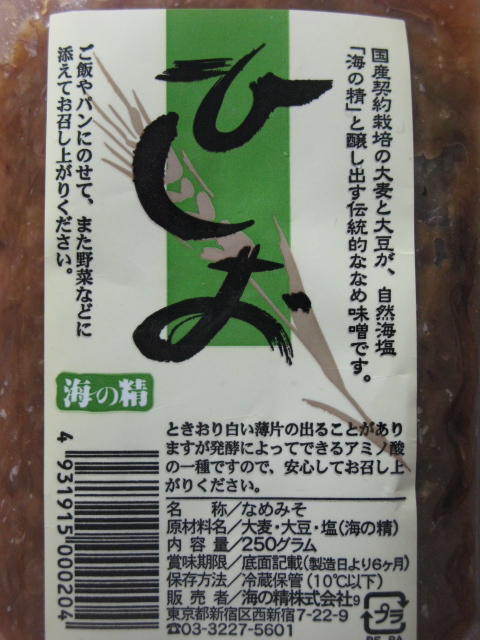 国産契約栽培の大麦と大豆が、自然海塩
「海の精」と醸し出す伝統的ななめ味噌です。
ひしお
ご飯やパンにのせて、また野菜などに
添えてお召し上がりください。
海の精
ときおり白い薄片の出ることがあり
ますが発酵によってできるアミノ酸
の一種ですので、安心してお召し上
がりください。
名 称/なめみそ
原材料名/大麦・大豆・塩(海の精)
内 容 量/250グラム
賞味期限/底面記載(製造日より6ヶ月)
保存方法/冷蔵保管(10℃以下)
販 売 者/海の精株式会社9
東京都新宿区西新宿7-22-9
☎03-3227-5601
プラ
4931915000204